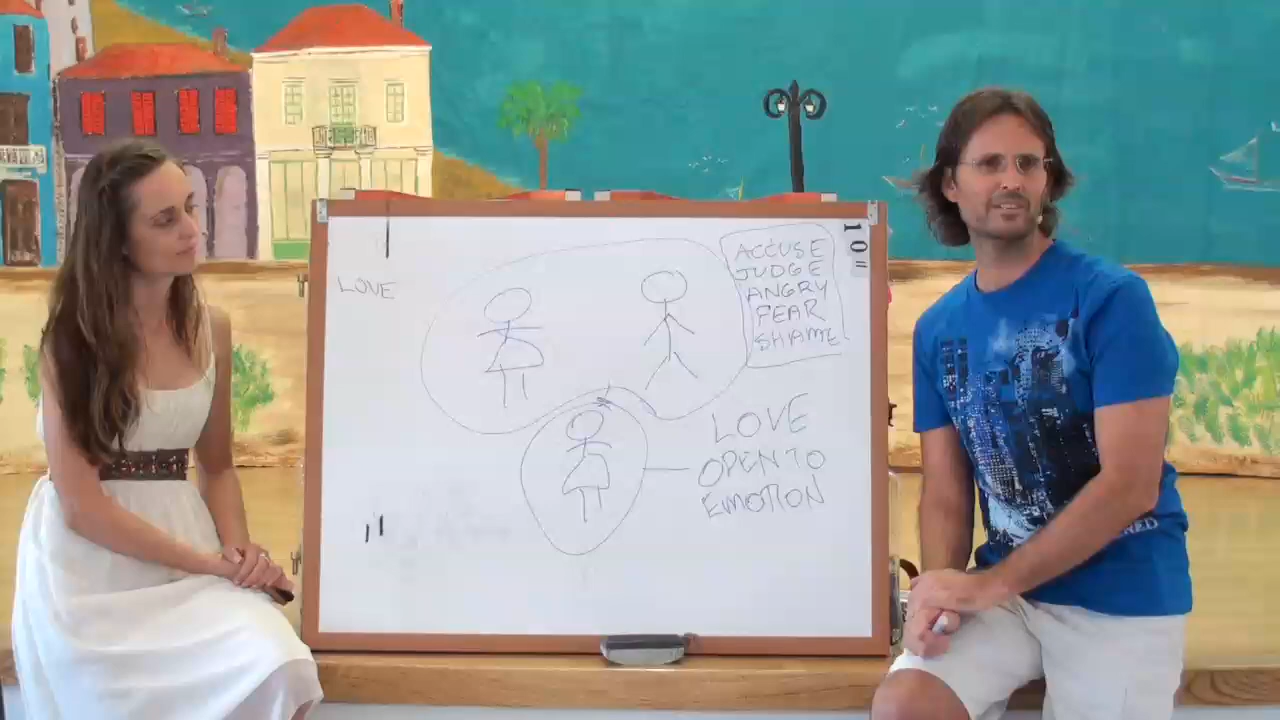 LOVE
ACCUSE
JUDGE
ANGRY
FEAR
SHAME
LOVE
OPEN TO
EMOTION
10"